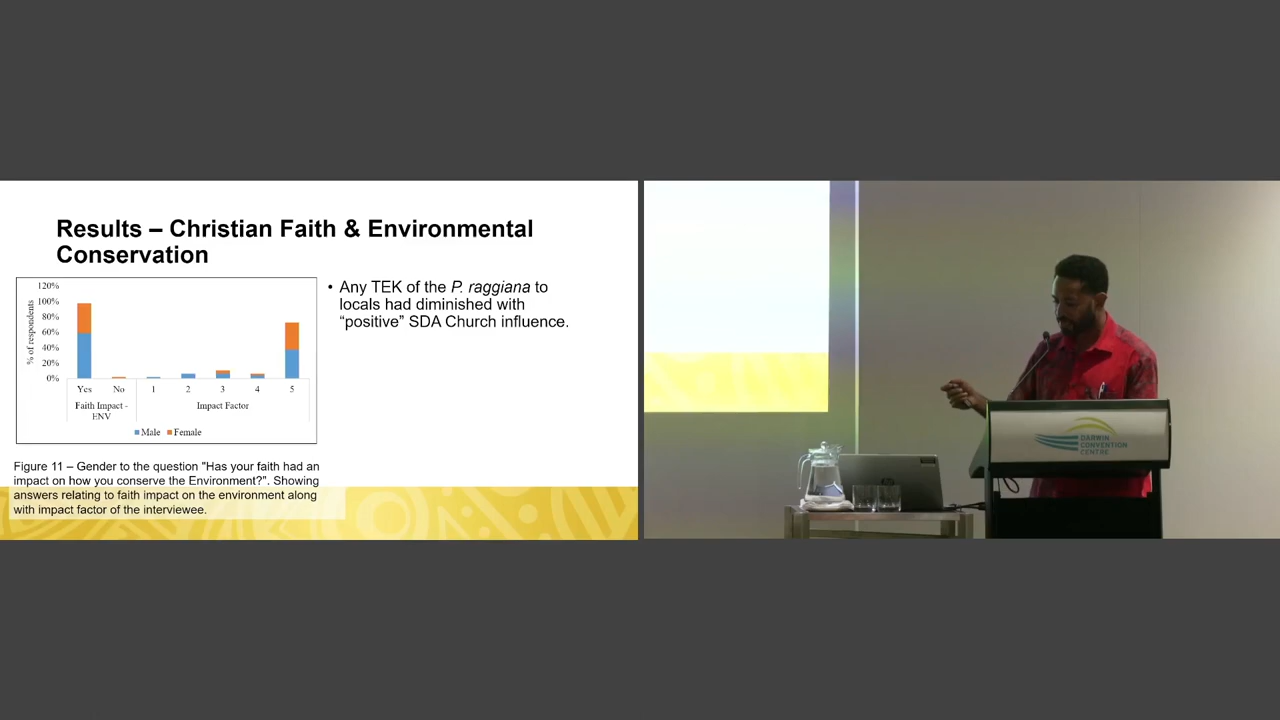 Results – Christian Faith & Environmental
Conservation
120%
100%
80%
60%
40%
20%
0%
% of respondents
Yes
No
1
2
3
4
5
Faith Impact -
ENV
Impact Factor
Male
Female
• Any TEK of the P. raggiana to
locals had diminished with
“positive” SDA Church influence.
Figure 11 – Gender to the question "Has your faith had an
impact on how you conserve the Environment?". Showing
answers relating to faith impact on the environment along
with impact factor of the interviewee.
DARWIN
CONVENTION
CENTRE